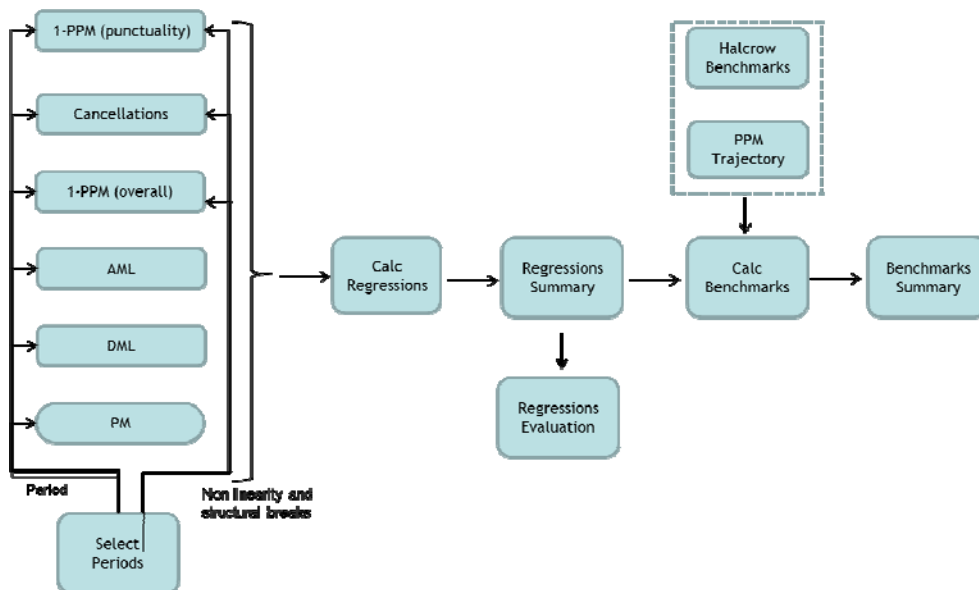 1-PPM (punctuality)
Cancellations
1-PPM (overall)
AML
DML
PM
Period
Non linearity and
structural breaks
Select
Periods
Calc
Regressions
Regressions
Summary
Regressions
Evaluation
Halcrow
Benchmarks
PPM
Trajectory
Calc
Benchmarks
Benchmarks
Summary